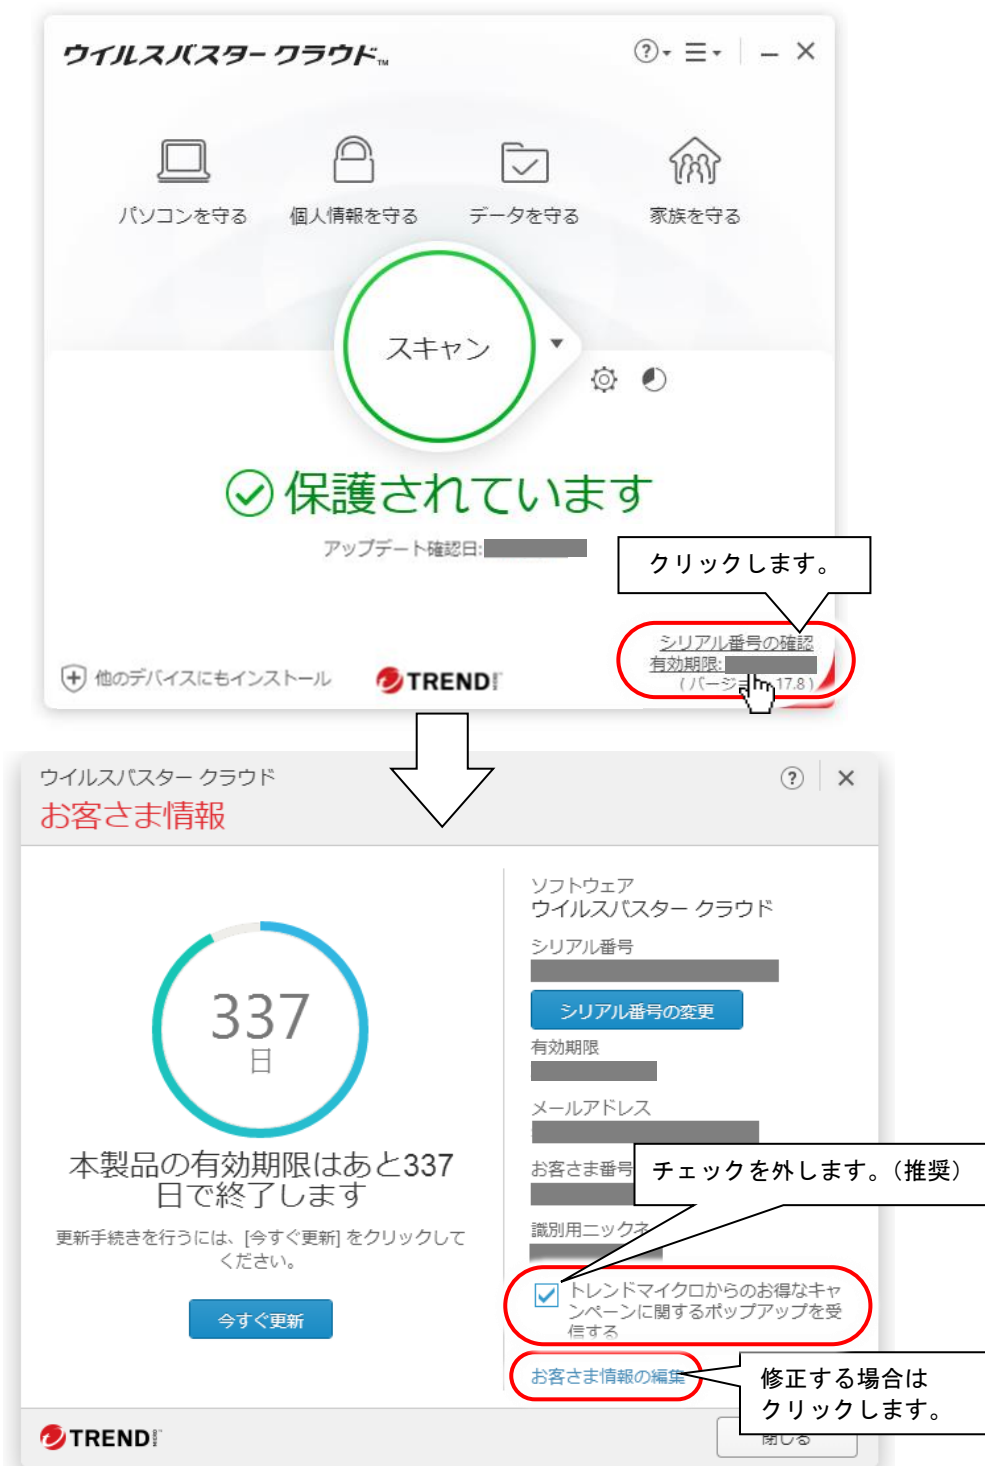 ウイルスバスター クラウド™
パソコンを守る
個人情報を守る
データを守る
家族を守る
スキャン
保護されています
アップデート確認日:
クリックします。
シリアル番号の確認
有効期限:
17.8 )
他のデバイスにもインストール
TREND
ウイルスバスター クラウド
お客さま情報
ソフトウェア
ウイルスバスター クラウド
シリアル番号
シリアル番号の変更
有効期限
メールアドレス
お客さま番号
チェックを外します。（推奨）
識別用ニックネ
337
日
本製品の有効期限はあと337
日で終了します
更新手続きを行うには、[今すぐ更新] をクリックして
ください。
今すぐ更新
トレンドマイクロからのお得なキャ
ンペーンに関するポップアップを受
信する
お客さま情報の編集
修正する場合は
クリックします。
TREND
閉じる